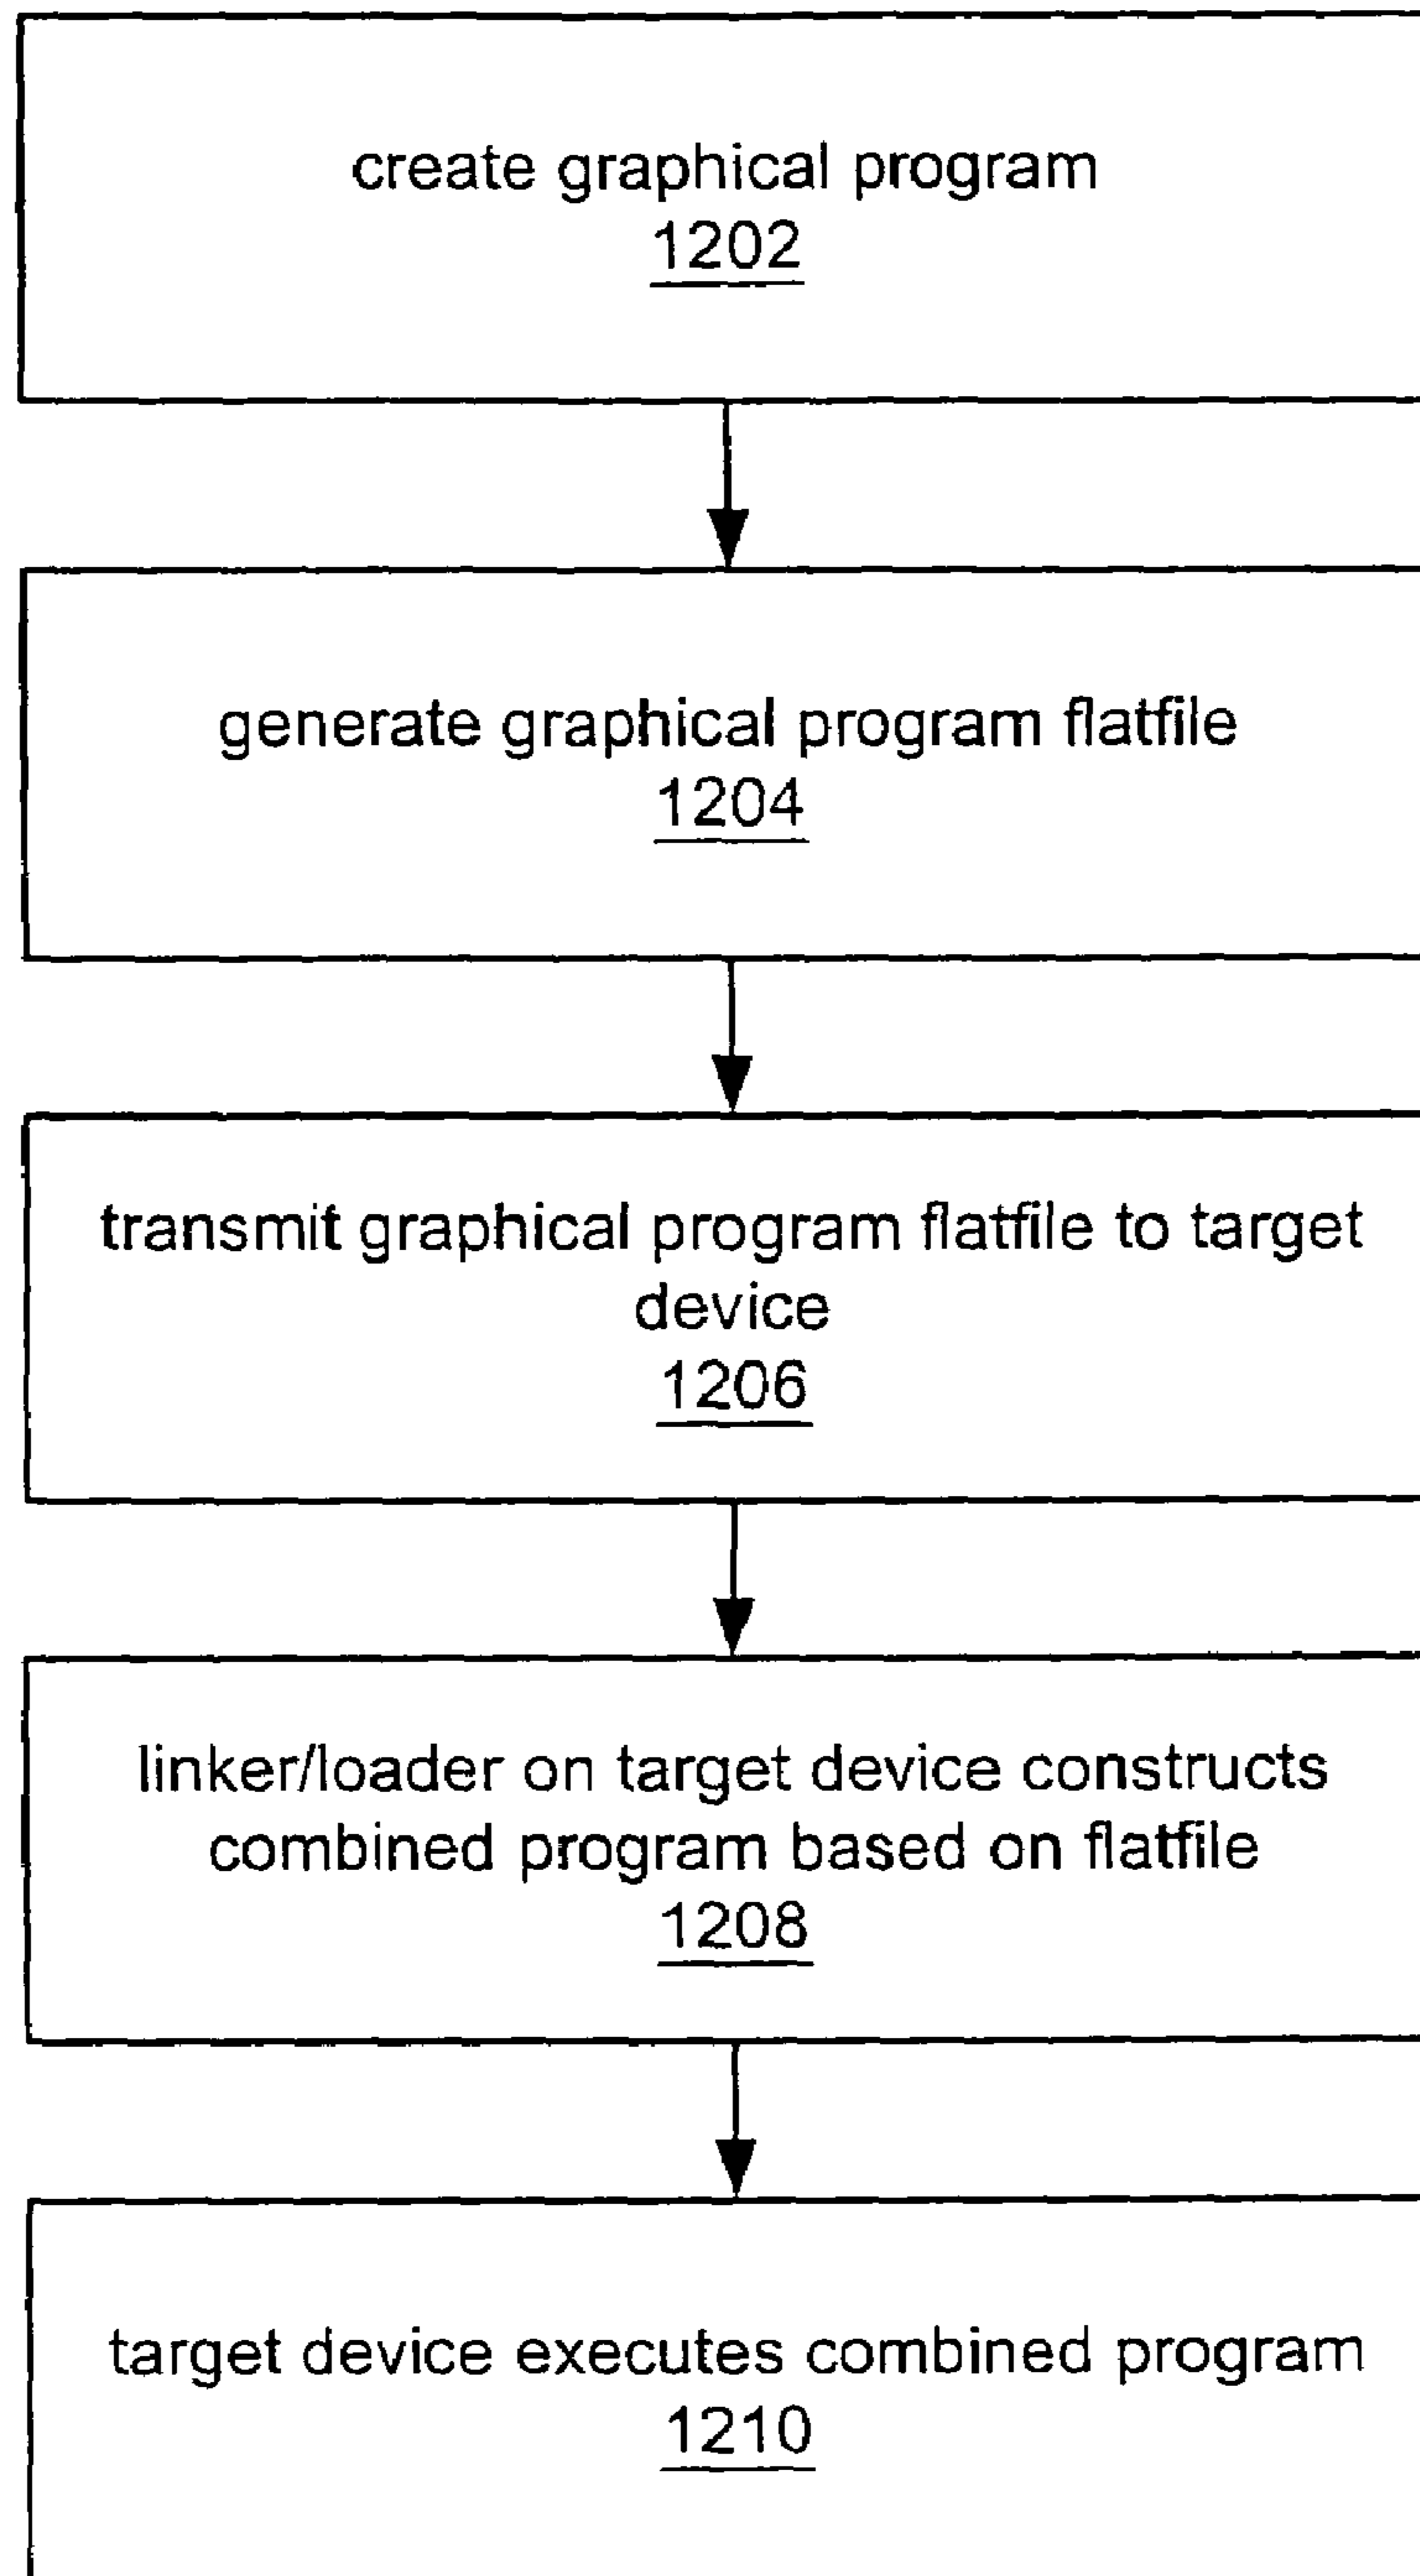 create graphical program
1202
generate graphical program flatfile
1204
transmit graphical program flatfile to target
device
1206
linker/loader on target device constructs
combined program based on flatfile
1208
target device executes combined program
1210